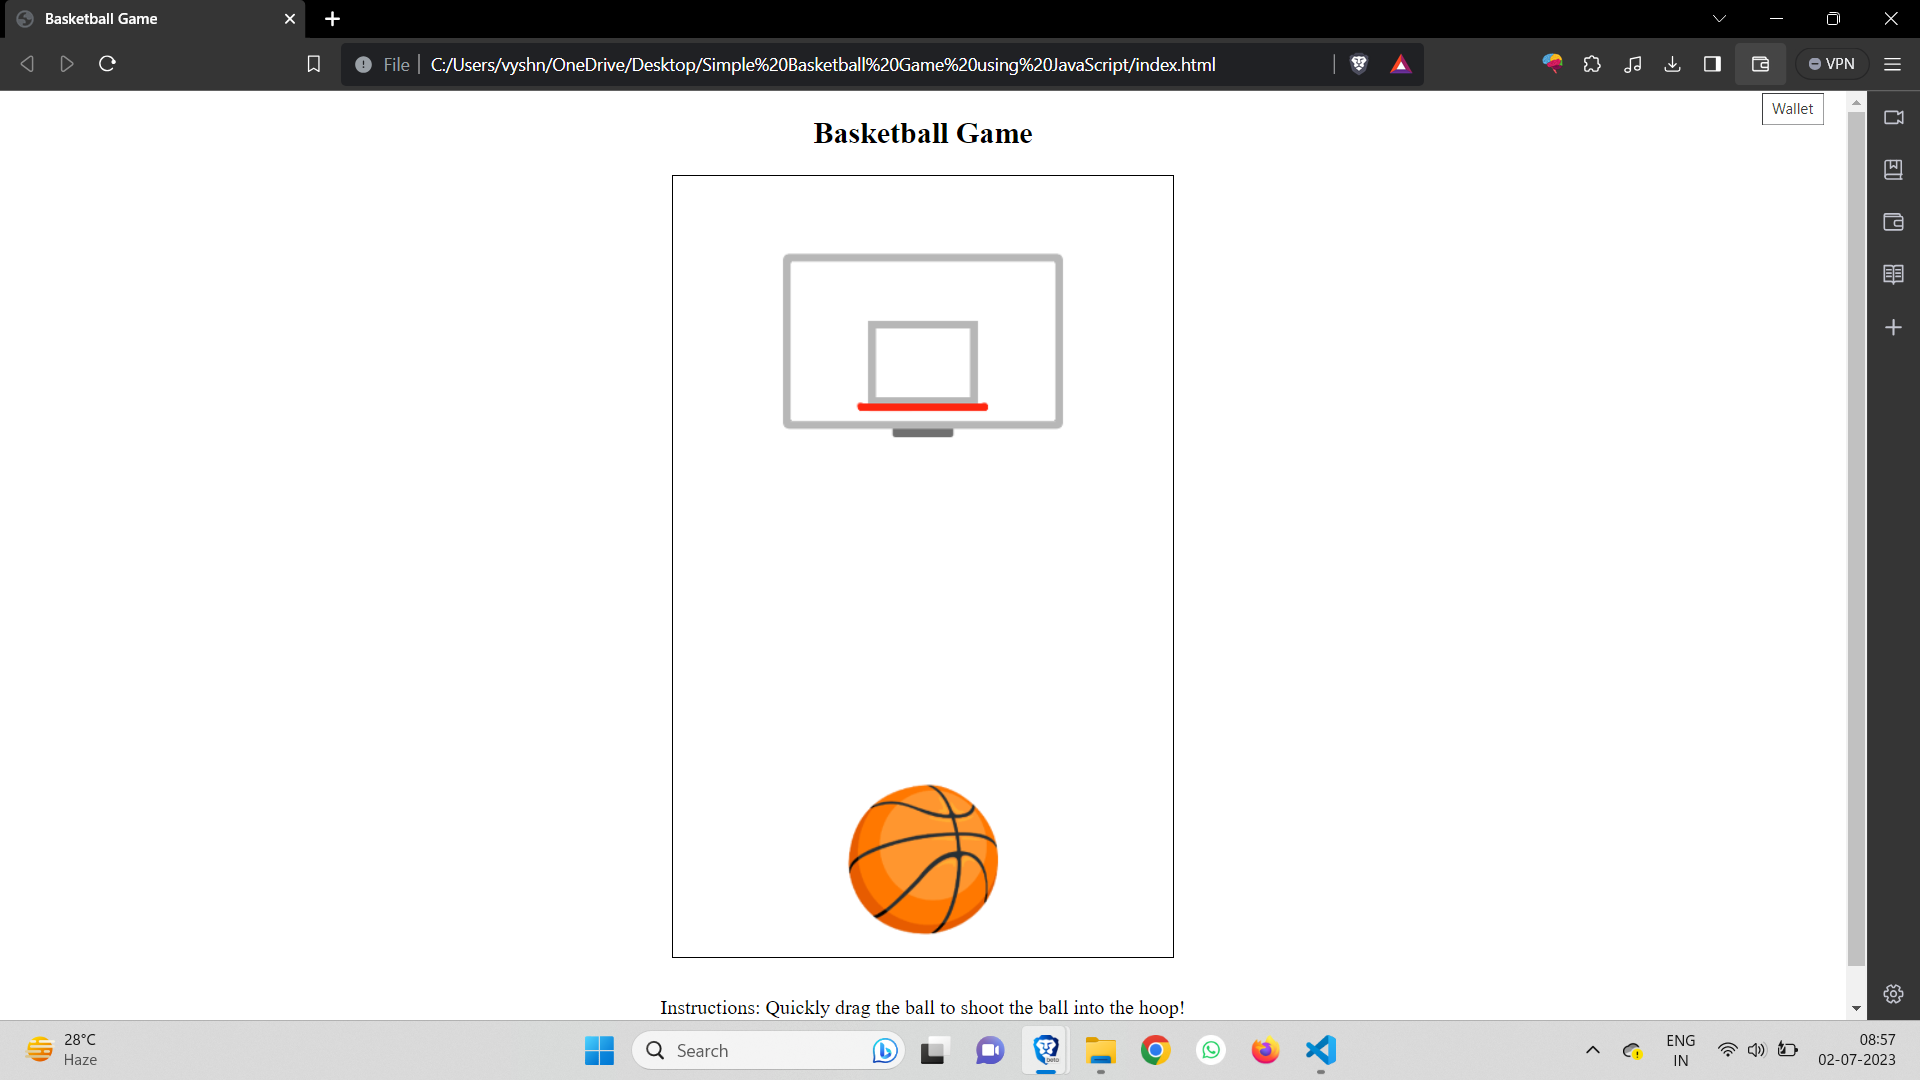 Basketball Game
File
C:/Users/vyshn/OneDrive/Desktop/Simple%20Basketball%20Game%20using%20JavaScript/index.html
VPN
Wallet
Basketball Game
Instructions: Quickly drag the ball to shoot the ball into the hoop!
28°C
Haze
Search
beta
ENG
IN
08:57
02-07-2023